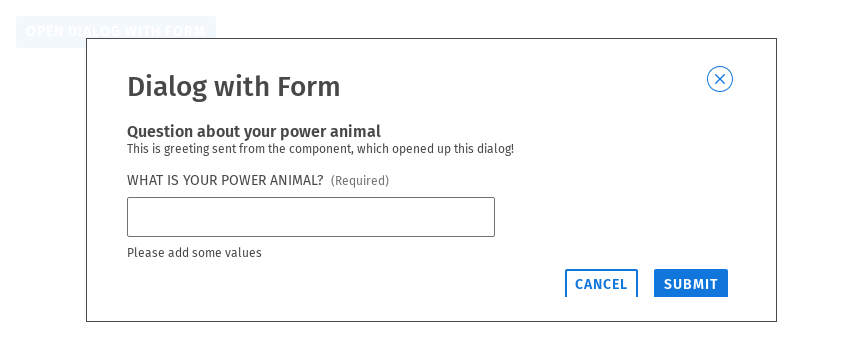 OPEN DIALOG WITH FORM
Dialog with Form
Question about your power animal
This is greeting sent from the component, which opened up this dialog!
WHAT IS YOUR POWER ANIMAL? (Required)
Please add some values
CANCEL SUBMIT